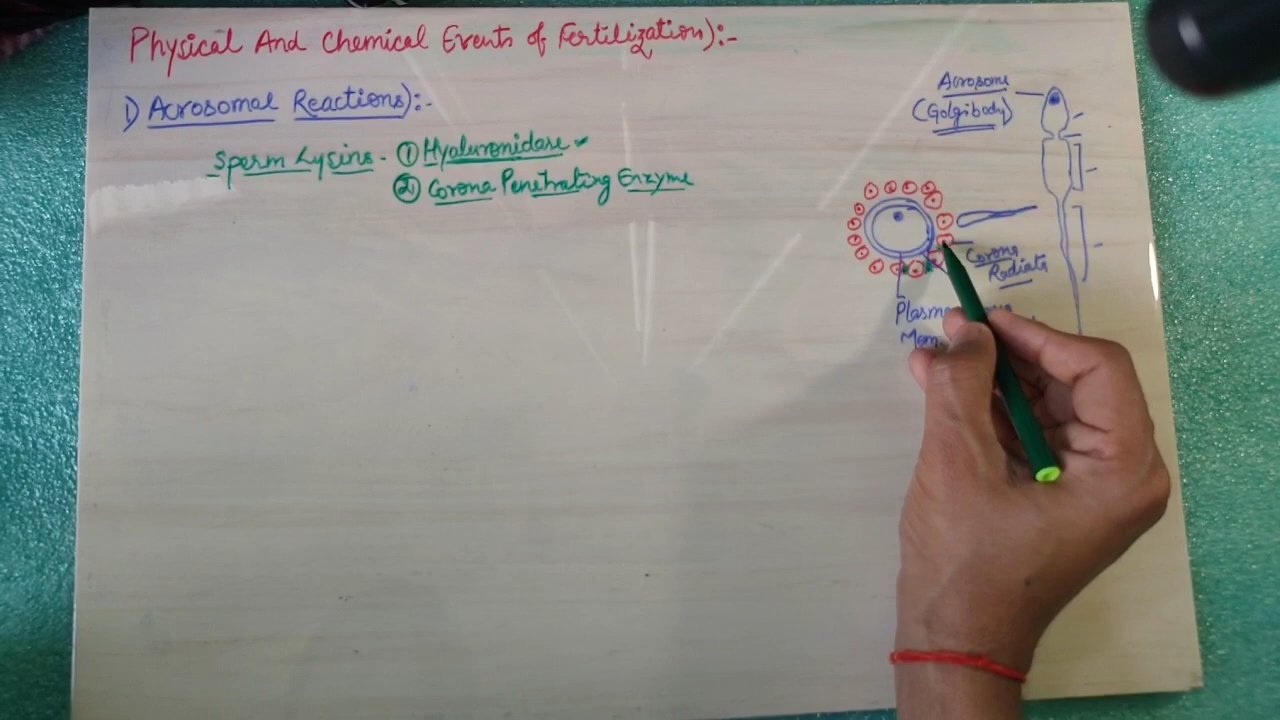 Physical And Chemical Events of Fertilization):-
1) Acrosomal Reactions):-
Sperm Lysins - ① Hyaluronidase
② Corona Penetrating Enzyme
Acrosome
(Golgibody)
Corona
Radiata
Plasma
Mem